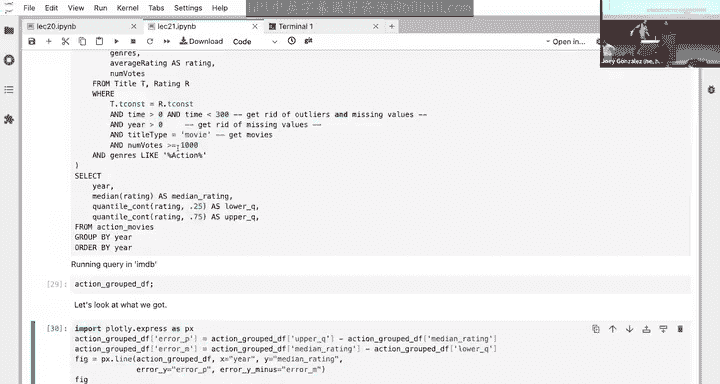 File Edit View Run Kernel Tabs Settings Help
lec20.ipynb
lec21.ipynb
Terminal 1
Download Code git Open in...
Joey Gonzalez (he, h...
genres,
averageRating AS rating,
numVotes
FROM Title T, Rating R
WHERE
T.tconst = R.tconst
AND time > 0 AND time < 300 -- get rid of outliers and missing values --
AND year > 0 -- get rid of missing values --
AND titleType = 'movie' -- get movies
AND numVotes >= 1000
AND genres LIKE '%Action%'
)
SELECT
year,
median(rating) AS median_rating,
quantile_cont(rating, .25) AS lower_q,
quantile_cont(rating, .75) AS upper_q,
FROM action_movies
GROUP BY year
ORDER BY year
Running query in 'imdb'
[29]: action_grouped_df;
Let's look at what we got.
[30]: import plotly.express as px
action_grouped_df['error_p'] = action_grouped_df['upper_q'] - action_grouped_df['median_rating']
action_grouped_df['error_m'] = action_grouped_df['median_rating'] - action_grouped_df['lower_q']
fig = px.line(action_grouped_df, x="year", y="median_rating",
error_y="error_p", error_y_minus="error_m")
fig